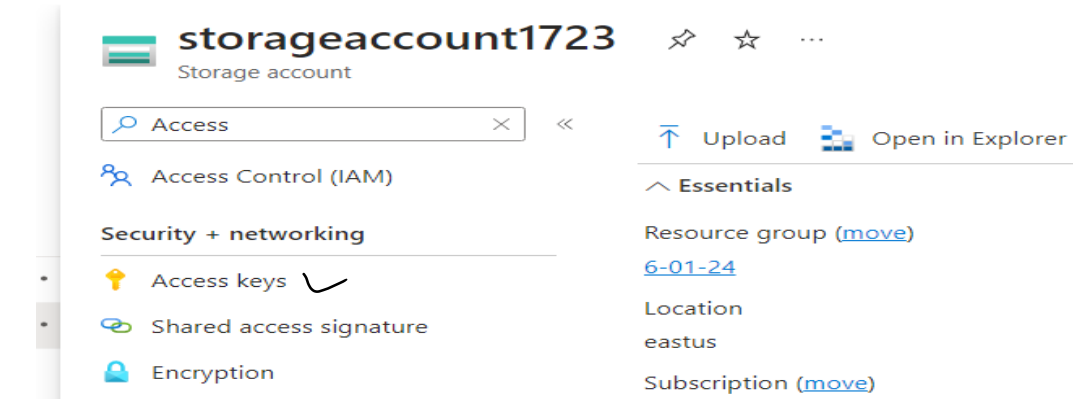 storageaccount1723
Storage account
Access
Access Control (IAM)
Security + networking
Access keys
Shared access signature
Encryption
Upload
Open in Explorer
Essentials
Resource group (move)
6-01-24
Location
eastus
Subscription (move)